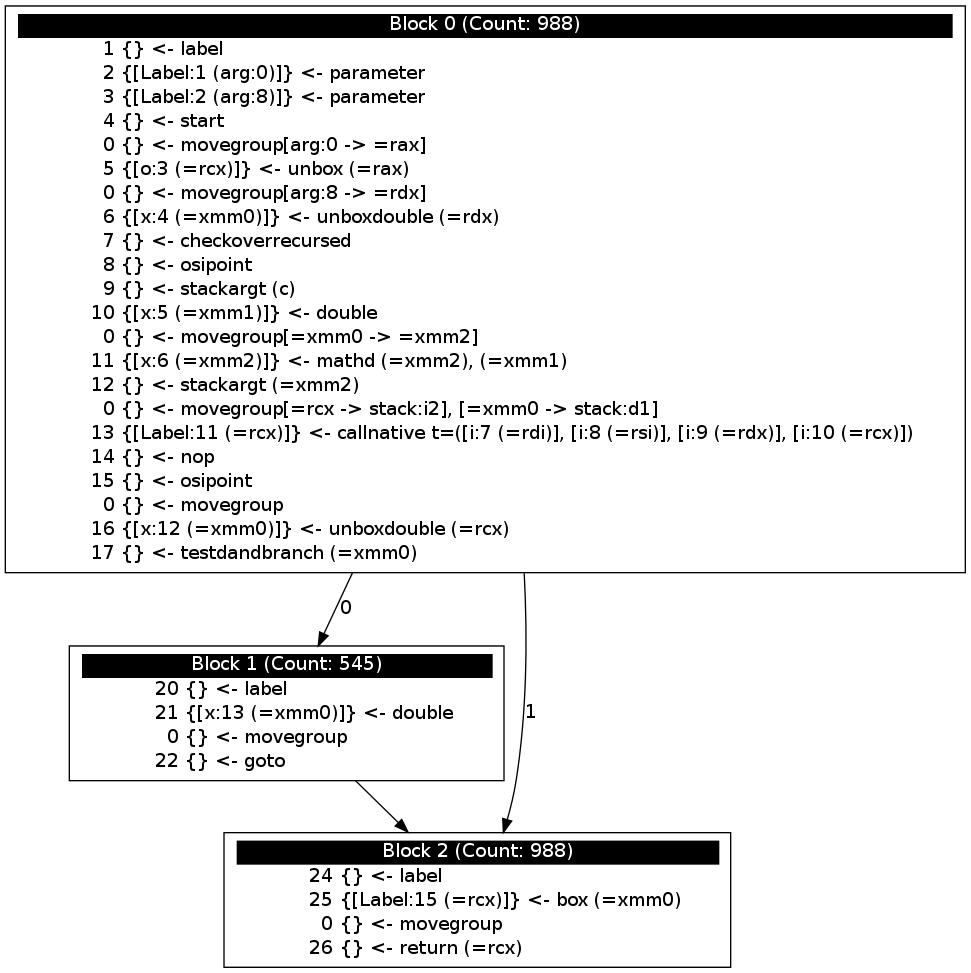 Block 0 (Count: 988)
1 {} <- label
2 {[Label:1 (arg:0)]} <- parameter
3 {[Label:2 (arg:8)]} <- parameter
4 {} <- start
0 {} <- movegroup[arg:0 -> =rax]
5 {[o:3 (=rcx)]} <- unbox (=rax)
0 {} <- movegroup[arg:8 -> =rdx]
6 {[x:4 (=xmm0)]} <- unboxdouble (=rdx)
7 {} <- checkoverrecursed
8 {} <- osipoint
9 {} <- stackargt (c)
10 {[x:5 (=xmm1)]} <- double
0 {} <- movegroup[=xmm0 -> =xmm2]
11 {[x:6 (=xmm2)]} <- mathd (=xmm2), (=xmm1)
12 {} <- stackargt (=xmm2)
0 {} <- movegroup[=rcx -> stack:i2], [=xmm0 -> stack:d1]
13 {[Label:11 (=rcx)]} <- callnative t=([i:7 (=rdi)], [i:8 (=rsi)], [i:9 (=rdx)], [i:10 (=rcx)])
14 {} <- nop
15 {} <- osipoint
0 {} <- movegroup
16 {[x:12 (=xmm0)]} <- unboxdouble (=rcx)
17 {} <- testdandbranch (=xmm0)
0
Block 1 (Count: 545)
20 {} <- label
21 {[x:13 (=xmm0)]} <- double
0 {} <- movegroup
22 {} <- goto
1
Block 2 (Count: 988)
24 {} <- label
25 {[Label:15 (=rcx)]} <- box (=xmm0)
0 {} <- movegroup
26 {} <- return (=rcx)